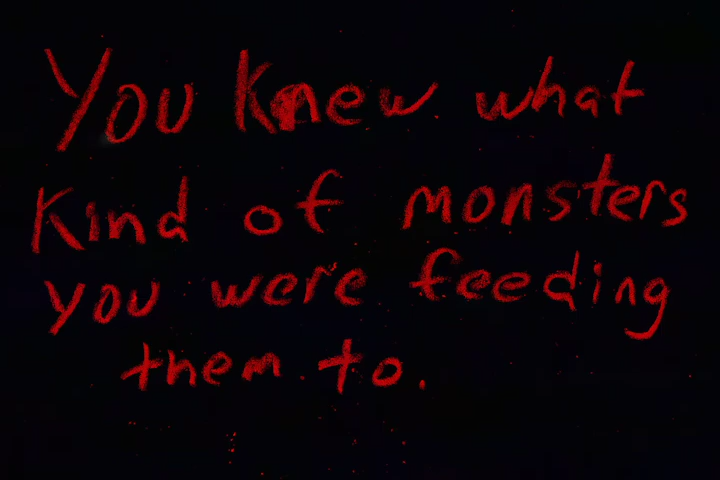 You Knew what
Kind of monsters
you were feeding
them to.